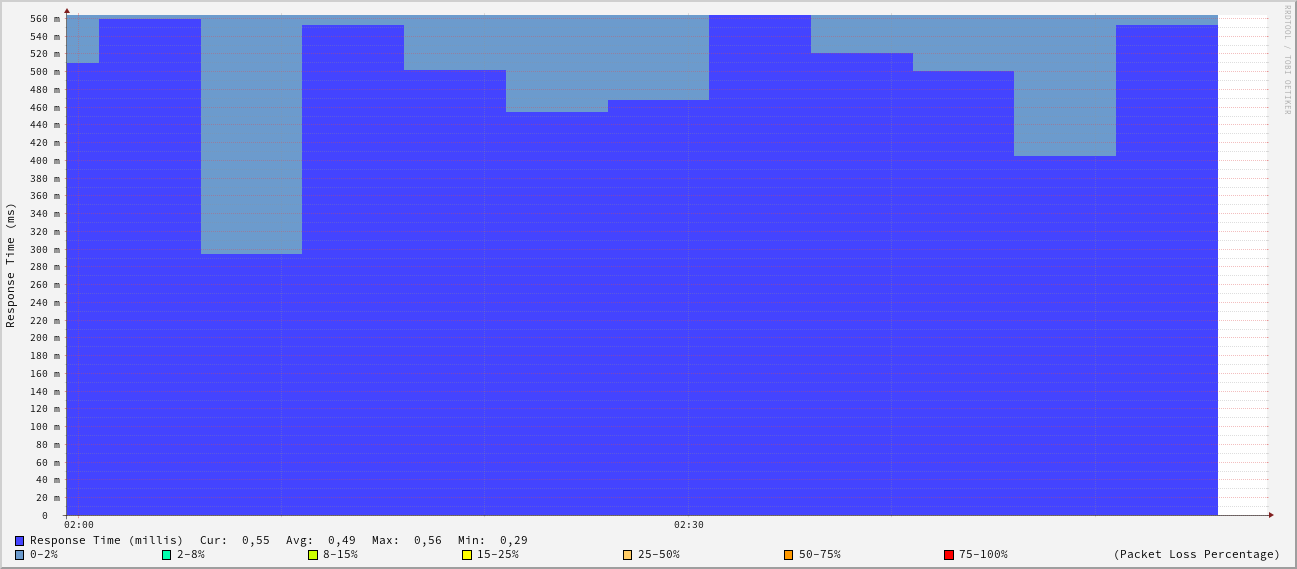 560 m
540 m
520 m
500 m
480 m
460 m
440 m
420 m
400 m
380 m
360 m
340 m
320 m
300 m
280 m
260 m
240 m
220 m
200 m
180 m
160 m
140 m
120 m
100 m
80 m
60 m
40 m
20 m
0
Response Time (ms)
RRDTOOL / TOBI OETIKER
02:00 02:30
Response Time (millis) Cur: 0,55 Avg: 0,49 Max: 0,56 Min: 0,29
0-2% 2-8% 8-15% 15-25% 25-50% 50-75% 75-100% (Packet Loss Percentage)